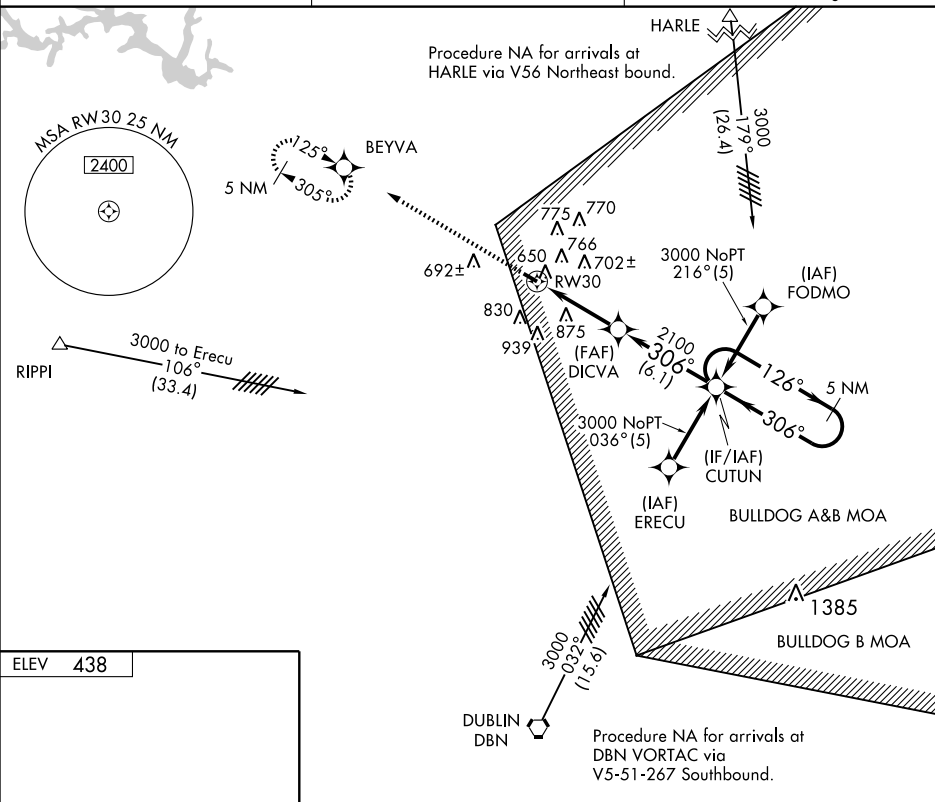 HARLE
Procedure NA for arrivals at
HARLE via V56 Northeast bound.
3000
179°
(26.4)
MSA RW30 25 NM
2400
125°
305°
5 NM
BEYVA
775
770
766
650
702±
692±
RW30
830
875
939
3000 NoPT
216° (5)
(IAF)
FODMO
(FAF)
DICVA
2100
306°
(6.1)
126°
5 NM
306°
3000 to Erecu
106°
(33.4)
RIPPI
3000 NoPT
036° (5)
(IF/IAF)
CUTUN
(IAF)
ERECU
BULLDOG A&B MOA
1385
BULLDOG B MOA
ELEV 438
3000
032°
(15.6)
DUBLIN
DBN
Procedure NA for arrivals at
DBN VORTAC via
V5-51-267 Southbound.